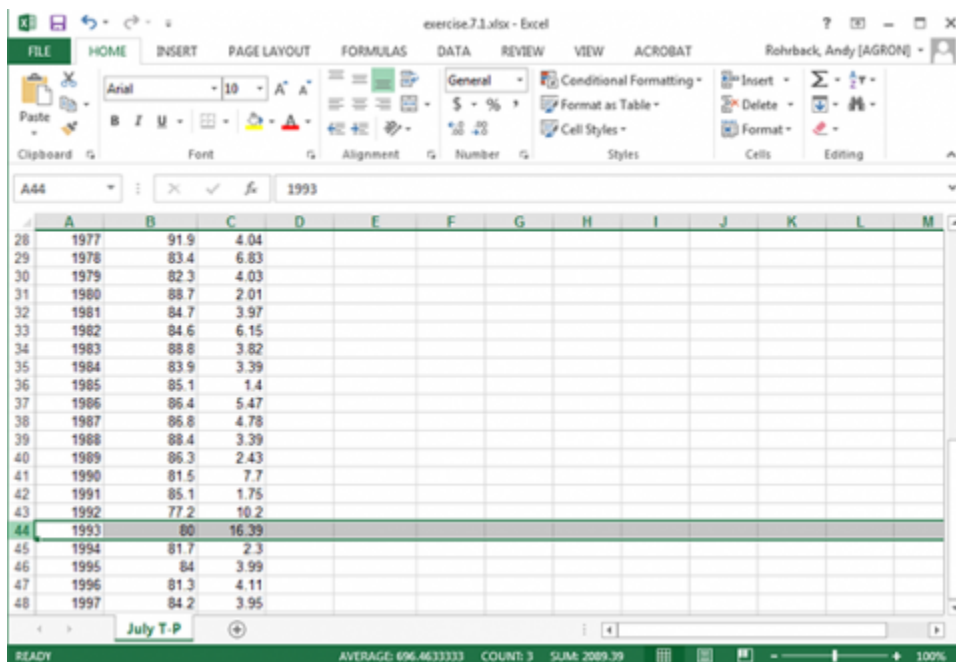 exercise.7.1.xlsx - Excel
FILE HOME INSERT PAGE LAYOUT FORMULAS DATA REVIEW VIEW ACROBAT Rohrback, Andy [AGRON]
Paste
Arial 10
B I U
General
$ % ,
Conditional Formatting
Format as Table
Cell Styles
Insert
Delete
Format
Clipboard Font Alignment Number Styles Cells Editing
A44 fx 1993
A B C D E F G H I J K L M
28 1977 91.9 4.04
29 1978 83.4 6.83
30 1979 82.3 4.03
31 1980 88.7 2.01
32 1981 84.7 3.97
33 1982 84.6 6.15
34 1983 88.8 3.82
35 1984 83.9 3.39
36 1985 85.1 1.4
37 1986 86.4 5.47
38 1987 86.8 4.78
39 1988 88.4 3.39
40 1989 86.3 2.43
41 1990 81.5 7.7
42 1991 85.1 1.75
43 1992 77.2 10.2
44 1993 80 16.39
45 1994 81.7 2.3
46 1995 84 3.99
47 1996 81.3 4.11
48 1997 84.2 3.95
July T-P
READY AVERAGE: 696.4633333 COUNT: 3 SUM: 2089.39 100%